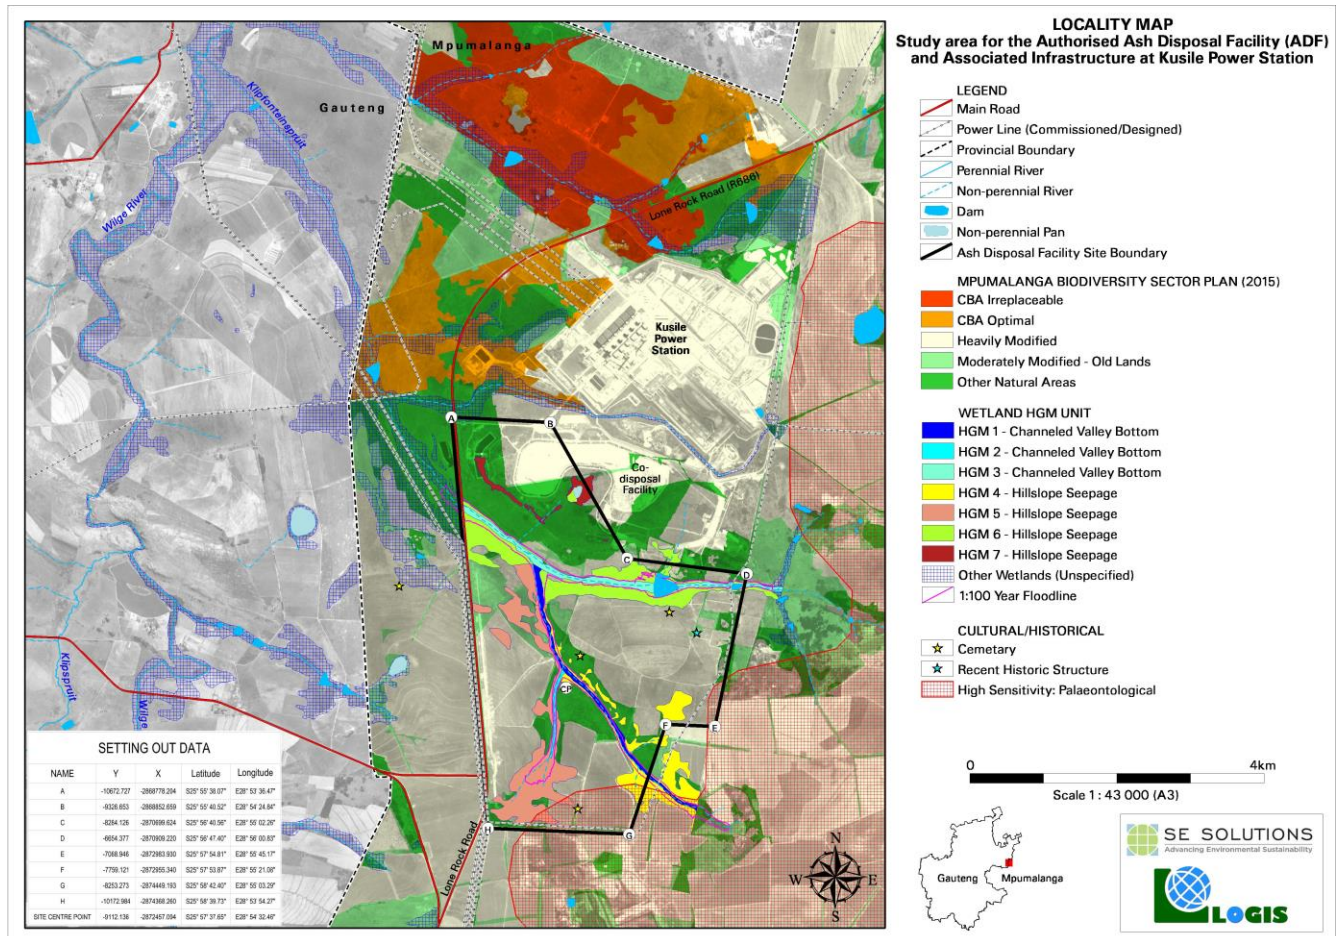 LOCALITY MAP
Study area for the Authorised Ash Disposal Facility (ADF)
and Associated Infrastructure at Kusile Power Station
LEGEND
Main Road
Power Line (Commissioned/Designed)
Provincial Boundary
Perennial River
Non-perennial River
Dam
Non-perennial Pan
Ash Disposal Facility Site Boundary
MPUMALANGA BIODIVERSITY SECTOR PLAN (2015)
CBA Irreplaceable
CBA Optimal
Heavily Modified
Moderately Modified - Old Lands
Other Natural Areas
WETLAND HGM UNIT
HGM 1 - Channeled Valley Bottom
HGM 2 - Channeled Valley Bottom
HGM 3 - Channeled Valley Bottom
HGM 4 - Hillslope Seepage
HGM 5 - Hillslope Seepage
HGM 6 - Hillslope Seepage
HGM 7 - Hillslope Seepage
Other Wetlands (Unspecified)
1:100 Year Floodline
CULTURAL/HISTORICAL
Cemetary
Recent Historic Structure
High Sensitivity: Palaeontological
0 4km
Scale 1 : 43 000 (A3)
Gauteng Mpumalanga
SE SOLUTIONS
Advancing Environmental Sustainability
LOGIS
Mpumalanga
Gauteng
Klipfonteinspruit
Wilge River
Lone Rock Road (R686)
Kusile
Power
Station
A
B
Co-
disposal
Facility
C
D
CP
F
E
H
G
Klipspruit
Wilge
Lone Rock Road
N
W E
S
SETTING OUT DATA
NAME Y X Latitude Longitude
A -10672.727 -2868778.204 S25° 55' 38.07" E28° 53' 36.47"
B -9326.653 -2868852.659 S25° 55' 40.52" E28° 54' 24.84"
C -8284.126 -2870699.624 S25° 56' 40.56" E28° 55' 02.26"
D -6654.377 -2870909.220 S25° 56' 47.40" E28° 56' 00.83"
E -7088.946 -2872983.930 S25° 57' 54.81" E28° 55' 45.17"
F -7759.121 -2872955.340 S25° 57' 53.87" E28° 55' 21.08"
G -8253.273 -2874449.193 S25° 58' 42.40" E28° 55' 03.29"
H -10172.984 -2874368.260 S25° 58' 39.73" E28° 53' 54.27"
SITE CENTRE POINT -9112.136 -2872457.094 S25° 57' 37.65" E28° 54' 32.46"